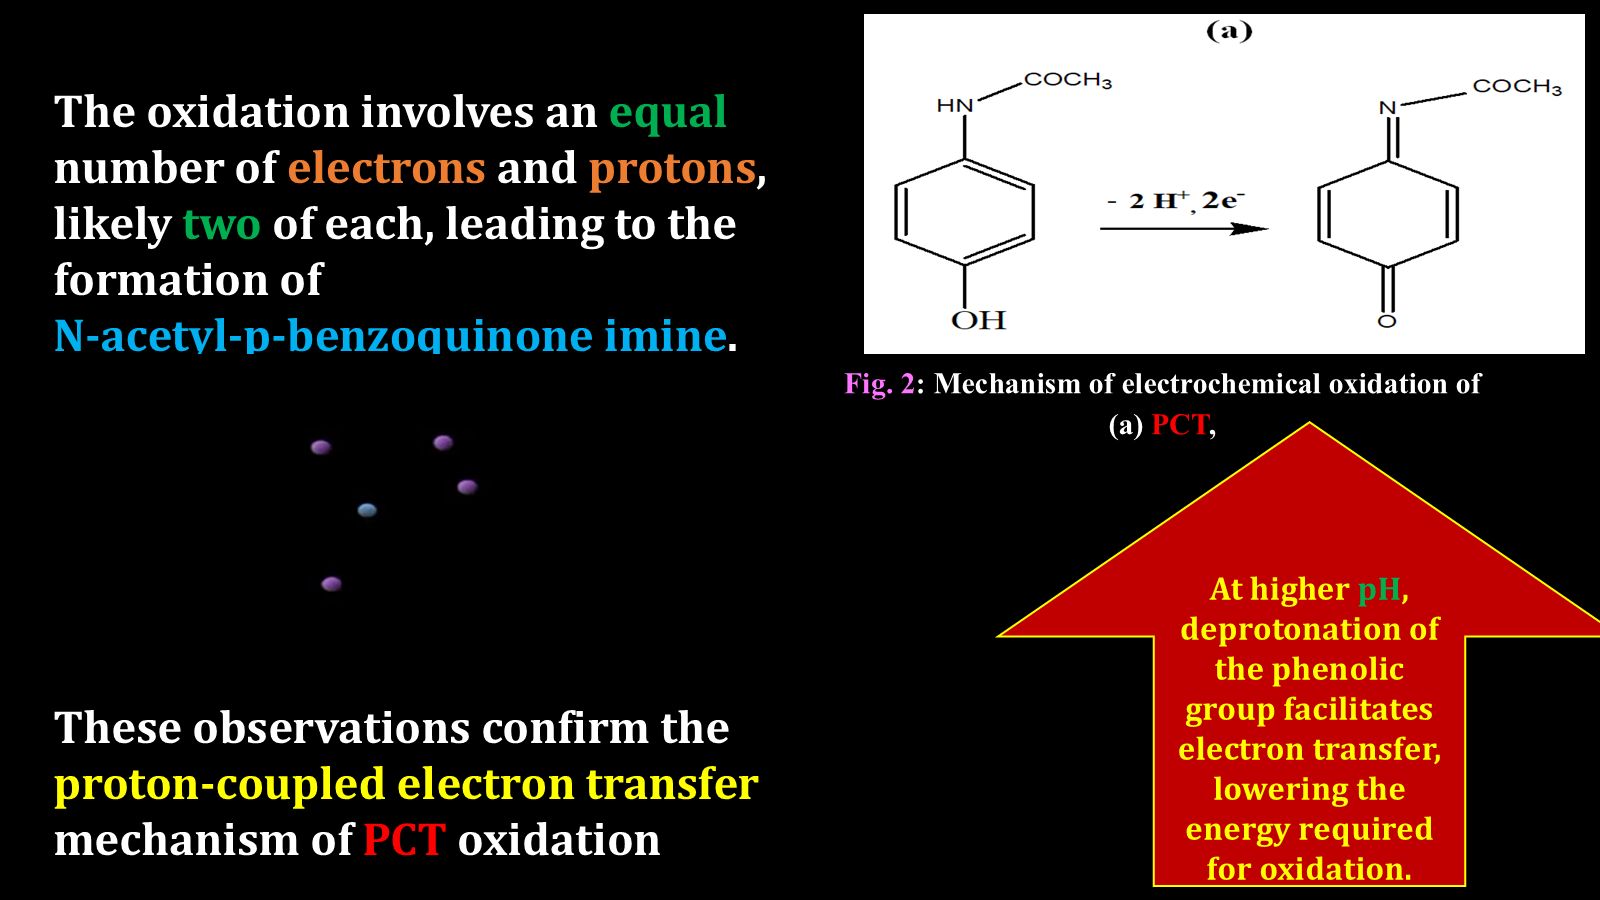 The oxidation involves an equal
number of electrons and protons,
likely two of each, leading to the
formation of
N-acetyl-p-benzoquinone imine.
(a)
HN
COCH₃
OH
- 2 H⁺, 2e⁻
N
COCH₃
O
Fig. 2: Mechanism of electrochemical oxidation of
(a) PCT,
At higher pH,
deprotonation of
the phenolic
group facilitates
electron transfer,
lowering the
energy required
for oxidation.
These observations confirm the
proton-coupled electron transfer
mechanism of PCT oxidation